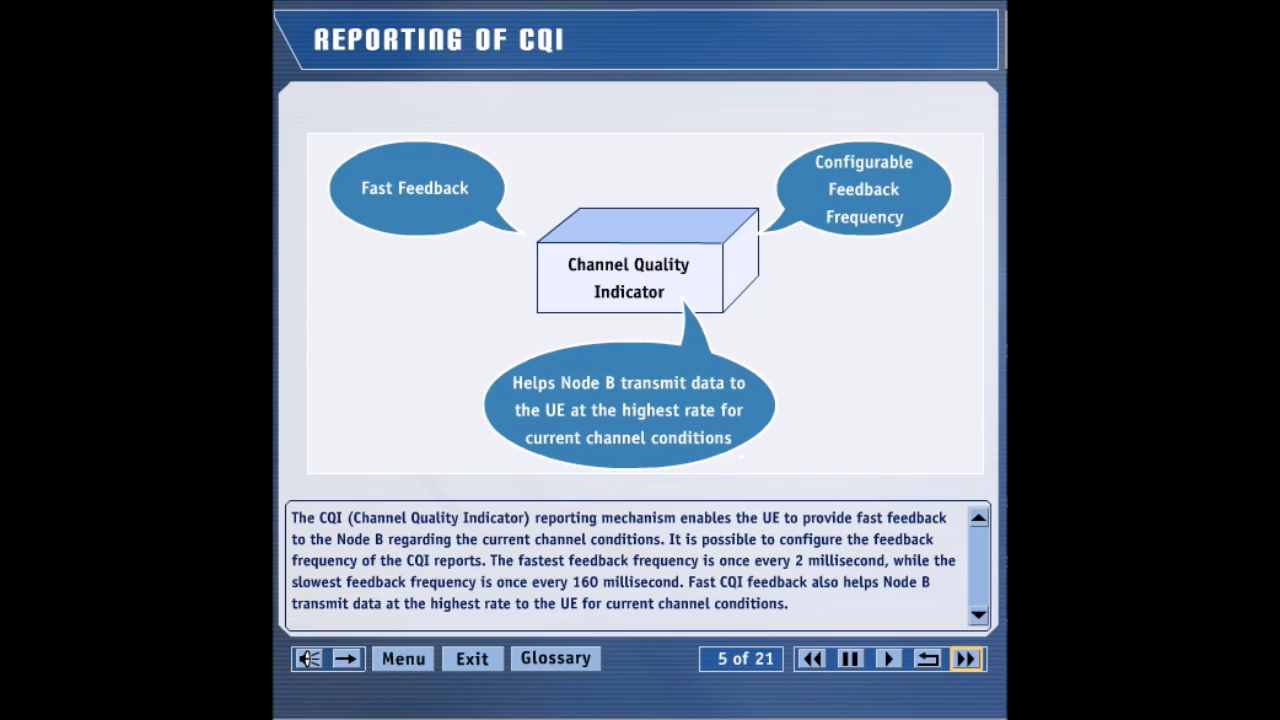 REPORTING OF CQI
Fast Feedback
Configurable
Feedback
Frequency
Channel Quality
Indicator
Helps Node B transmit data to
the UE at the highest rate for
current channel conditions
The CQI (Channel Quality Indicator) reporting mechanism enables the UE to provide fast feedback
to the Node B regarding the current channel conditions. It is possible to configure the feedback
frequency of the CQI reports. The fastest feedback frequency is once every 2 millisecond, while the
slowest feedback frequency is once every 160 millisecond. Fast CQI feedback also helps Node B
transmit data at the highest rate to the UE for current channel conditions.
Menu Exit Glossary 5 of 21